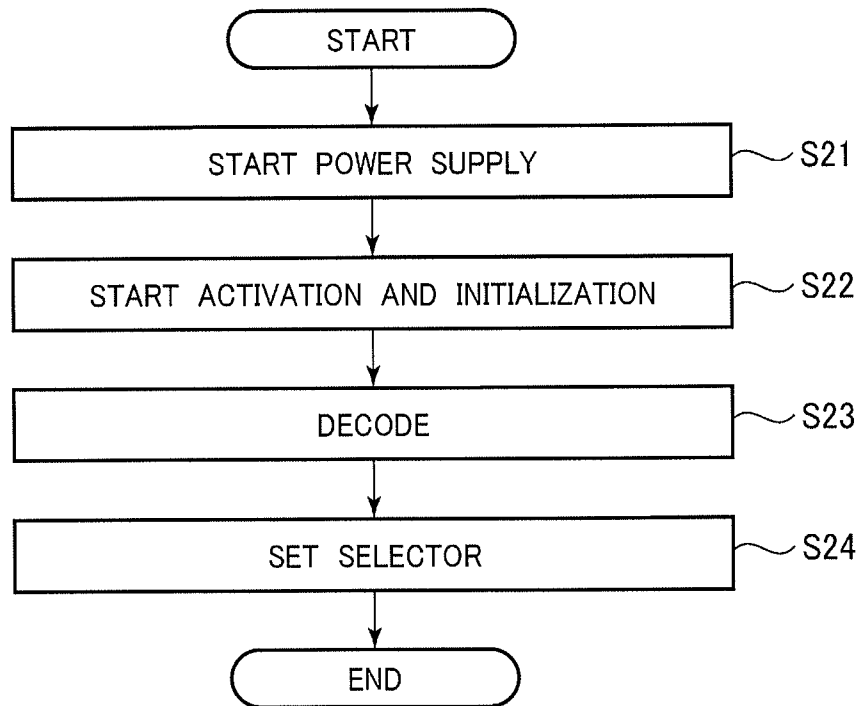 START
START POWER SUPPLY
S21
START ACTIVATION AND INITIALIZATION
S22
DECODE
S23
SET SELECTOR
S24
END